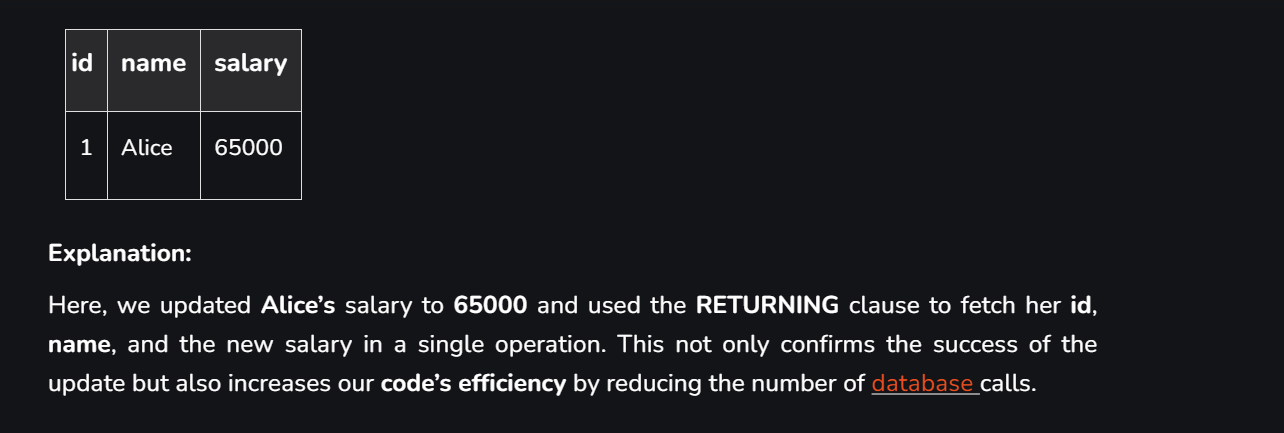 id name salary
1 Alice 65000
Explanation:
Here, we updated Alice’s salary to 65000 and used the RETURNING clause to fetch her id,
name, and the new salary in a single operation. This not only confirms the success of the
update but also increases our code’s efficiency by reducing the number of database calls.